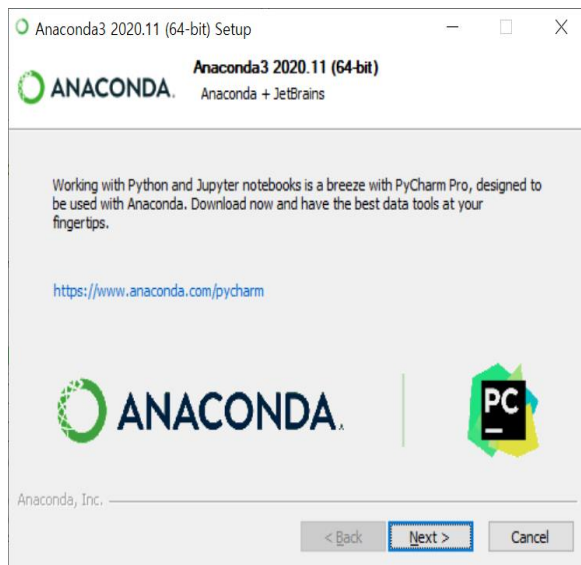 Anaconda3 2020.11 (64-bit) Setup
Anaconda3 2020.11 (64-bit)
ANACONDA.
Anaconda + JetBrains
Working with Python and Jupyter notebooks is a breeze with PyCharm Pro, designed to
be used with Anaconda. Download now and have the best data tools at your
fingertips.
https://www.anaconda.com/pycharm
ANACONDA.
PC
Anaconda, Inc.
< Back
Next >
Cancel